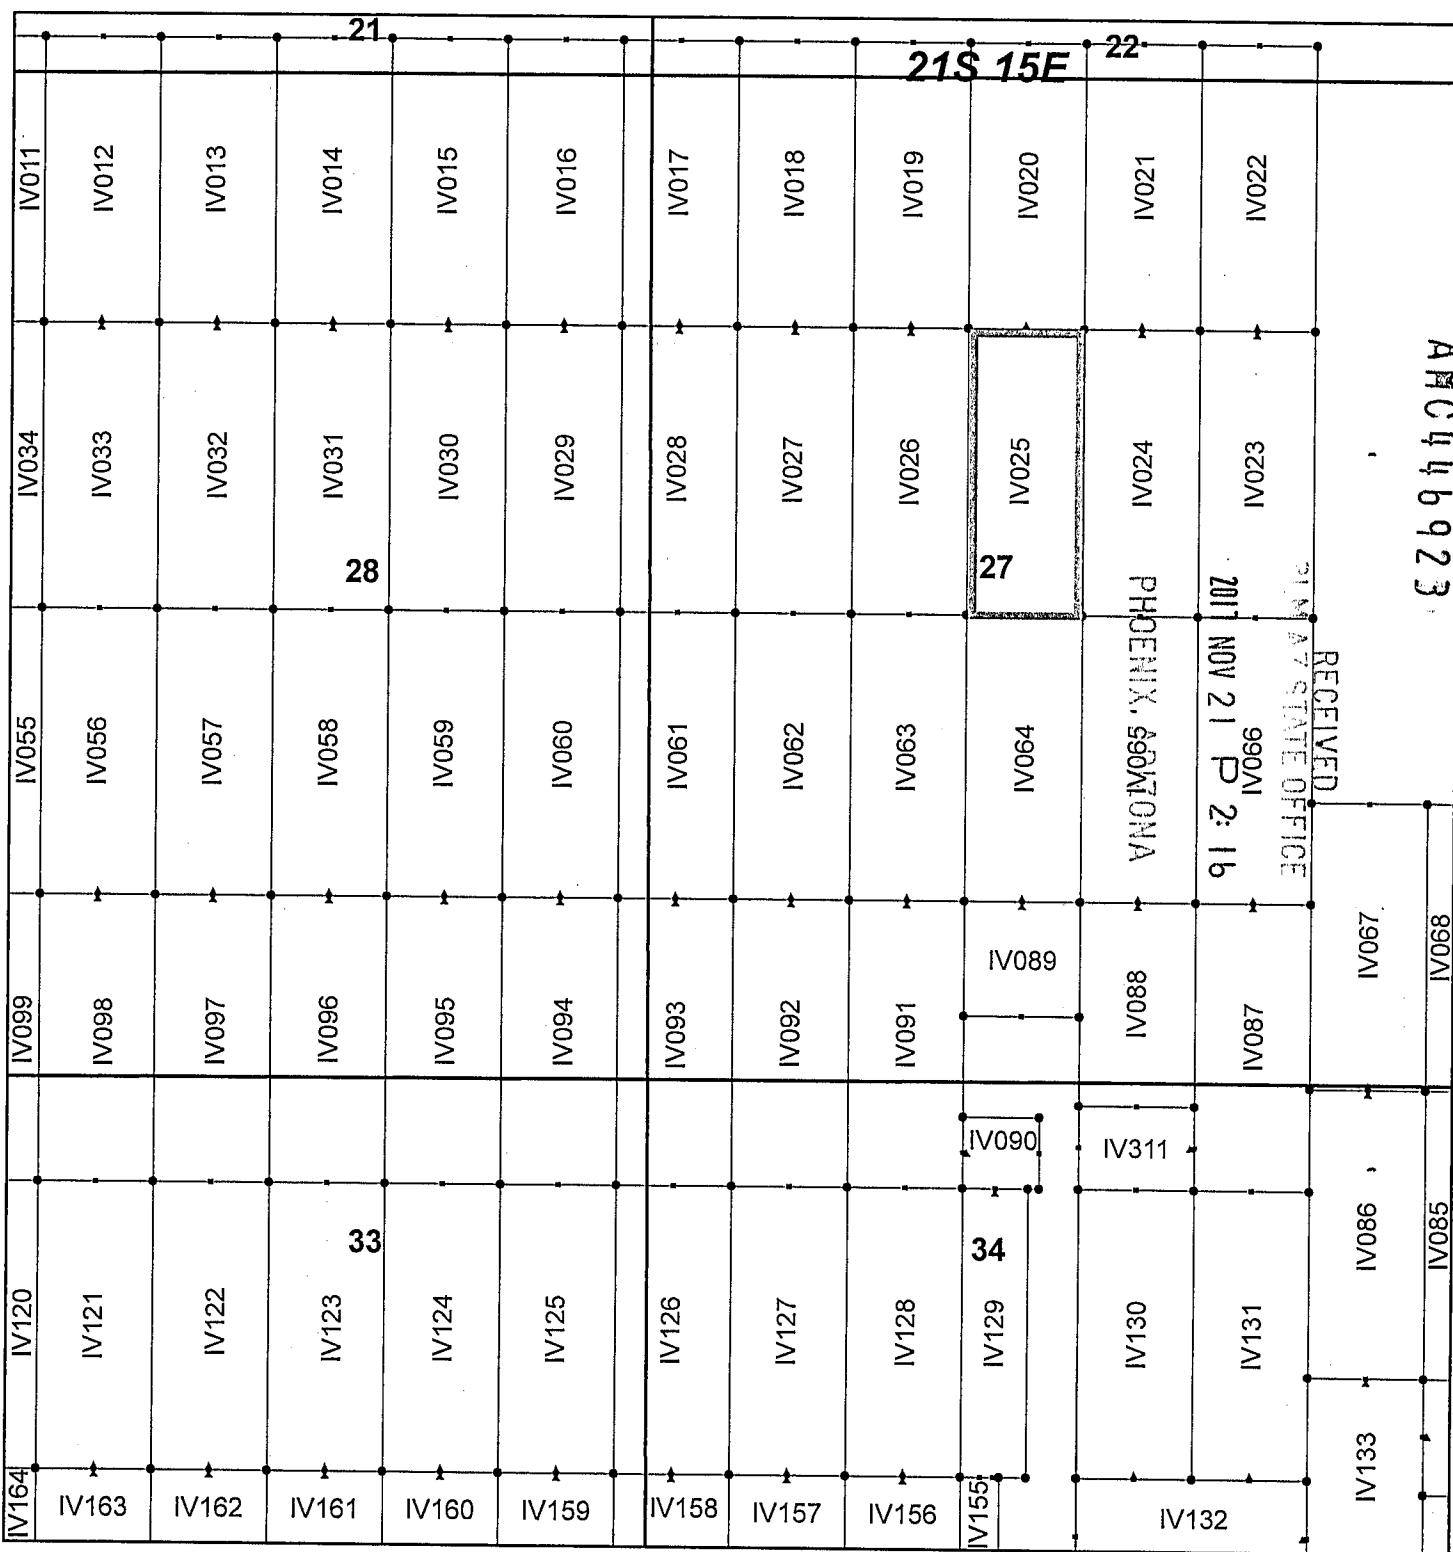 21
22
21S 15E
IV011 IV012 IV013 IV014 IV015 IV016 IV017 IV018 IV019 IV020 IV021 IV022
IV034 IV033 IV032 IV031 IV030 IV029 IV028 IV027 IV026 IV025 IV024 IV023
28
27
AMC446923
RECEIVED
AZ STATE OFFICE
2017 NOV 21 P 2:16
PHOENIX, ARIZONA
IV055 IV056 IV057 IV058 IV059 IV060 IV061 IV062 IV063 IV064 IV065 IV066
IV067 IV068
IV089
IV099 IV098 IV097 IV096 IV095 IV094 IV093 IV092 IV091 IV088 IV087
IV090 IV311
IV086 IV085
33
34
IV120 IV121 IV122 IV123 IV124 IV125 IV126 IV127 IV128 IV129 IV130 IV131
IV133
IV164 IV163 IV162 IV161 IV160 IV159 IV158 IV157 IV156 IV155 IV132